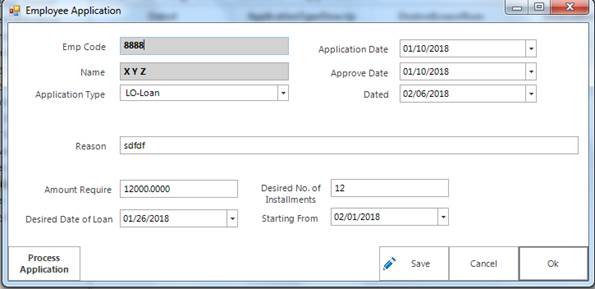 Employee Application
Emp Code 8888 Application Date 01/10/2018
Name X Y Z Approve Date 01/10/2018
Application Type LO-Loan Dated 02/06/2018
Reason sdfdf
Amount Require 12000.0000 Desired No. of Installments 12
Desired Date of Loan 01/26/2018 Starting From 02/01/2018
Process Application Save Cancel Ok